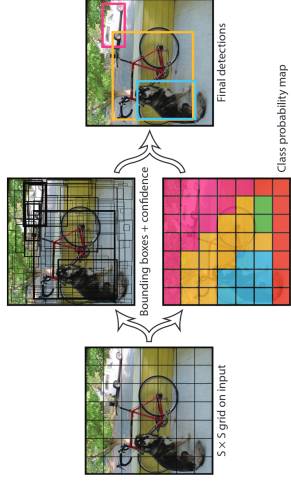 S × S grid on input
Bounding boxes + confidence
Class probability map
Final detections